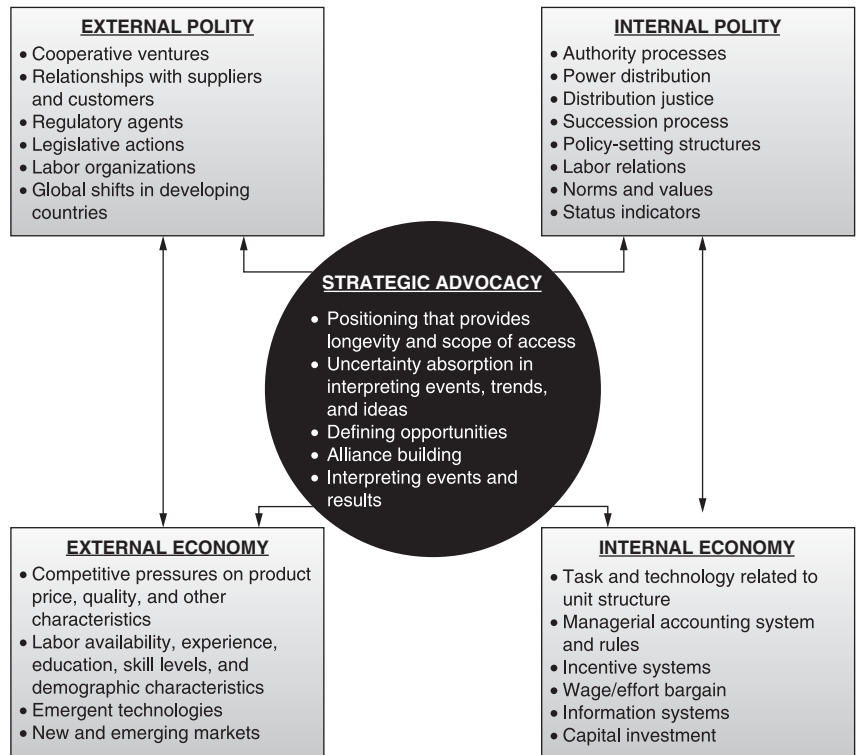 EXTERNAL POLITY
• Cooperative ventures
• Relationships with suppliers
and customers
• Regulatory agents
• Legislative actions
• Labor organizations
• Global shifts in developing
countries
INTERNAL POLITY
• Authority processes
• Power distribution
• Distribution justice
• Succession process
• Policy-setting structures
• Labor relations
• Norms and values
• Status indicators
STRATEGIC ADVOCACY
• Positioning that provides
longevity and scope of access
• Uncertainty absorption in
interpreting events, trends,
and ideas
• Defining opportunities
• Alliance building
• Interpreting events and
results
EXTERNAL ECONOMY
• Competitive pressures on product
price, quality, and other
characteristics
• Labor availability, experience,
education, skill levels, and
demographic characteristics
• Emergent technologies
• New and emerging markets
INTERNAL ECONOMY
• Task and technology related to
unit structure
• Managerial accounting system
and rules
• Incentive systems
• Wage/effort bargain
• Information systems
• Capital investment